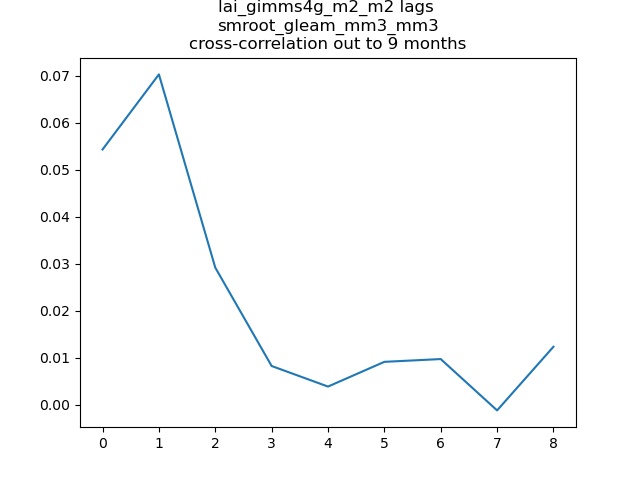 lai_gimms4g_m2_m2 lags
smroot_gleam_mm3_mm3
cross-correlation out to 9 months
0.07
0.06
0.05
0.04
0.03
0.02
0.01
0.00
0 1 2 3 4 5 6 7 8